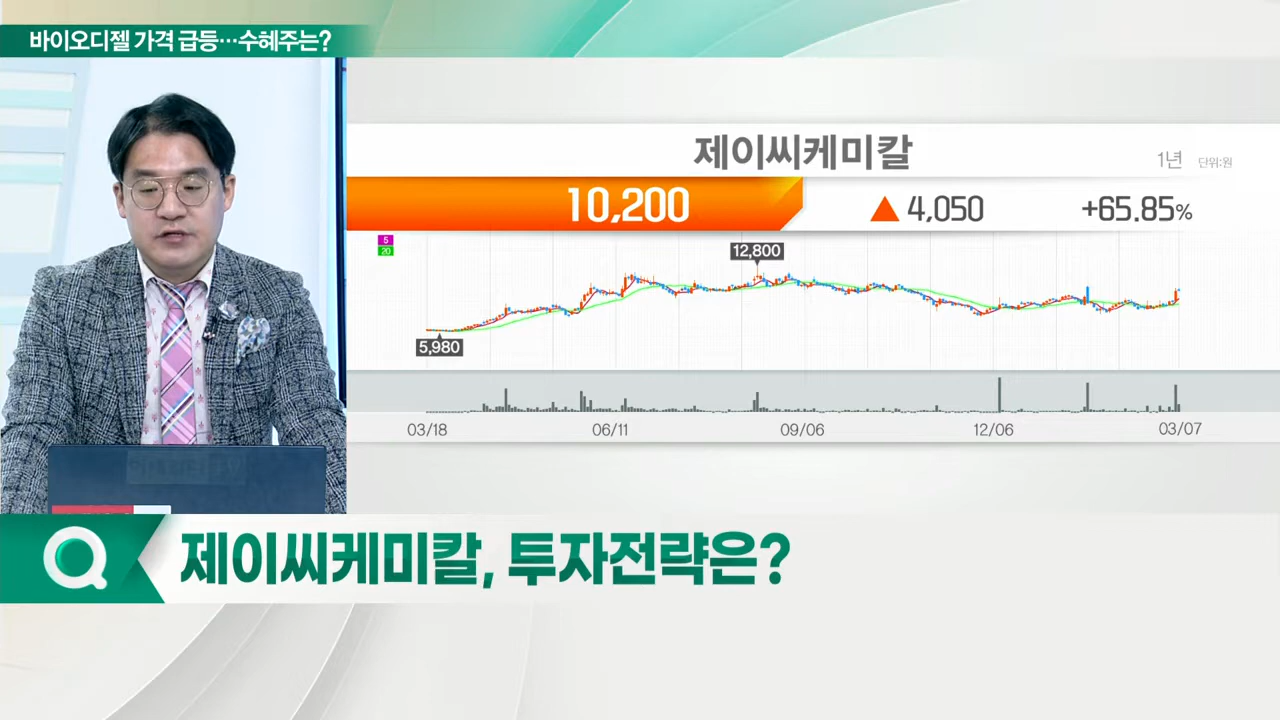 바이오디젤 가격 급등…수혜주는?
제이씨케미칼
1년 단위:원
10,200 ▲ 4,050 +65.85%
5
20
12,800
5,980
03/18 06/11 09/06 12/06 03/07
Q 제이씨케미칼, 투자전략은?